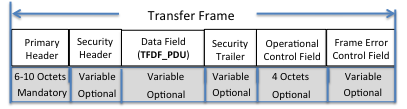 Transfer Frame
Primary Header
Security Header
Data Field (TFDF_PDU)
Security Trailer
Operational Control Field
Frame Error Control Field
6-10 Octets Mandatory
Variable Optional
Variable Optional
Variable Optional
4 Octets Optional
Variable Optional